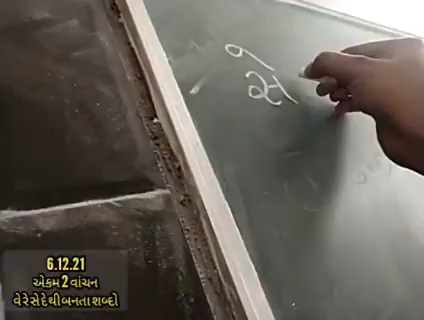 6.12.21
એકમ 2 વાંચન
વે રે સે દે થી બનતા શબ્દો